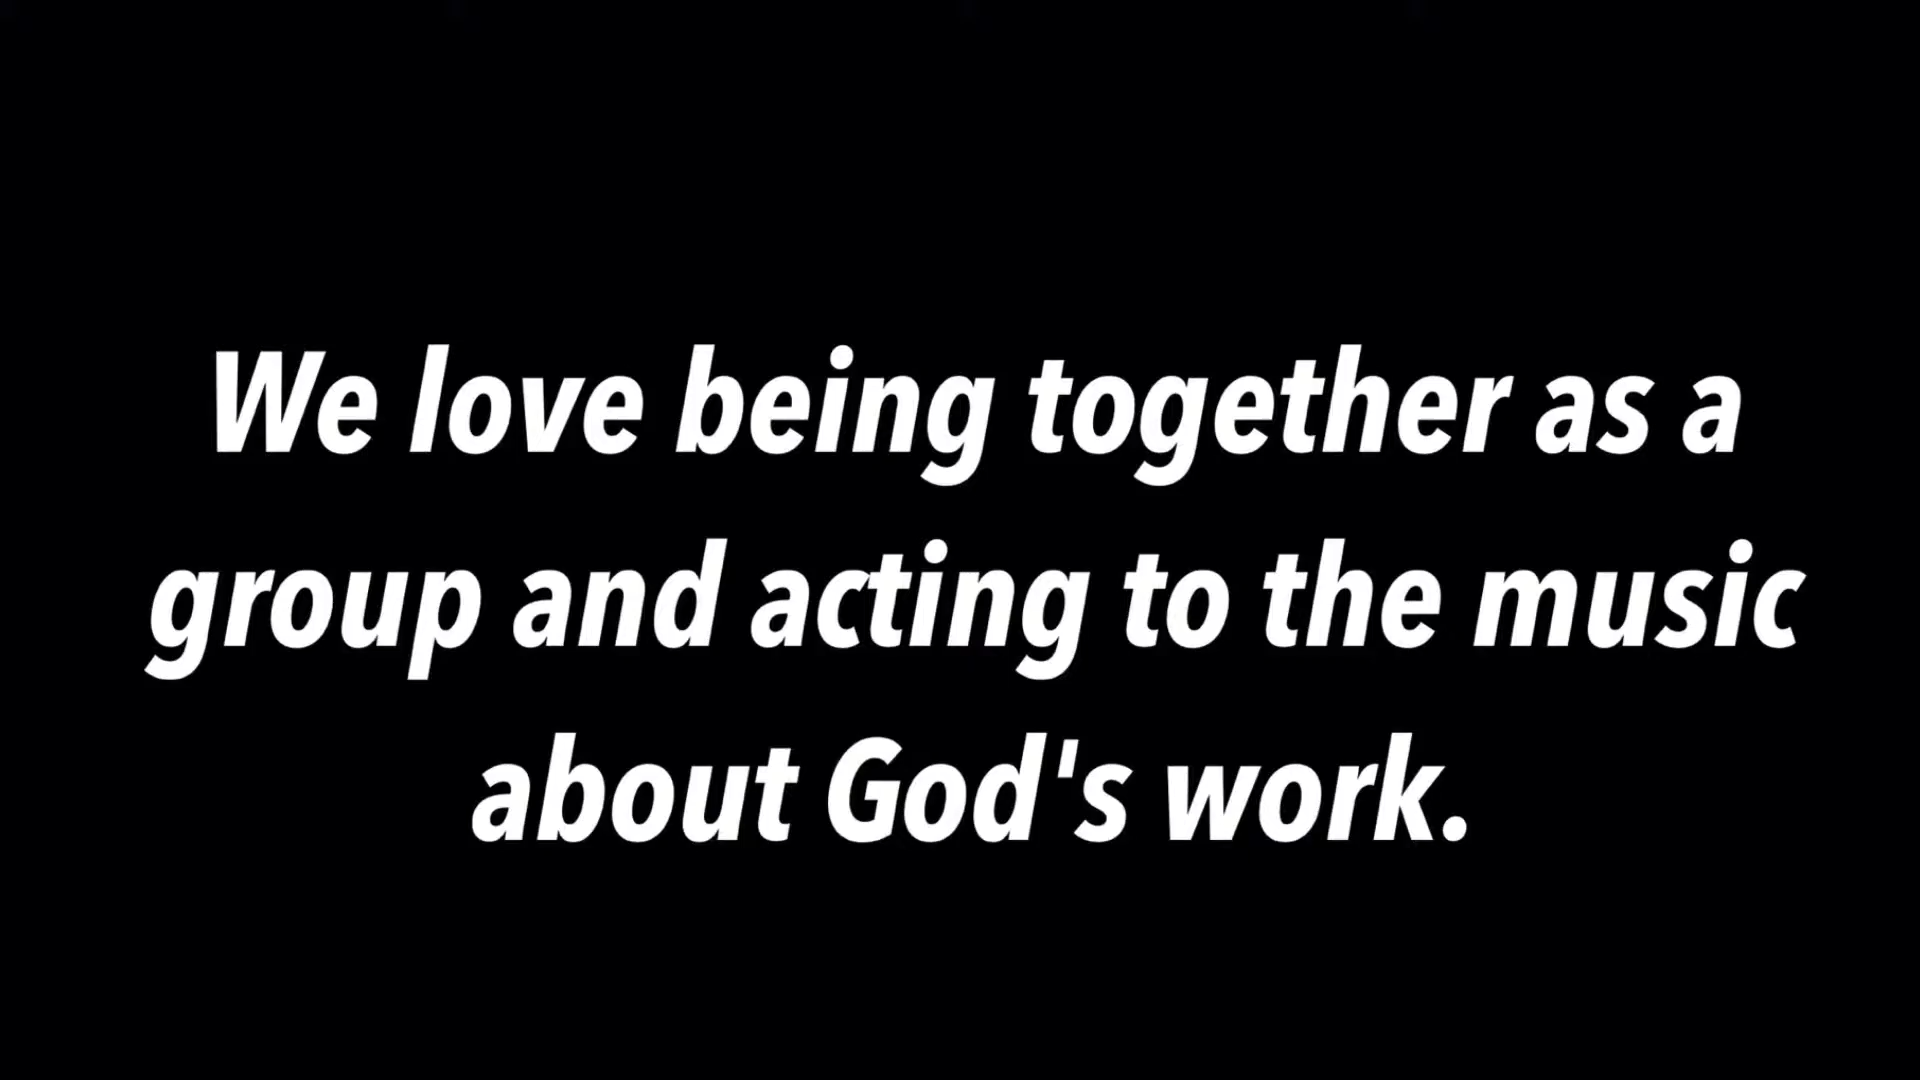 We love being together as a
group and acting to the music
about God's work.